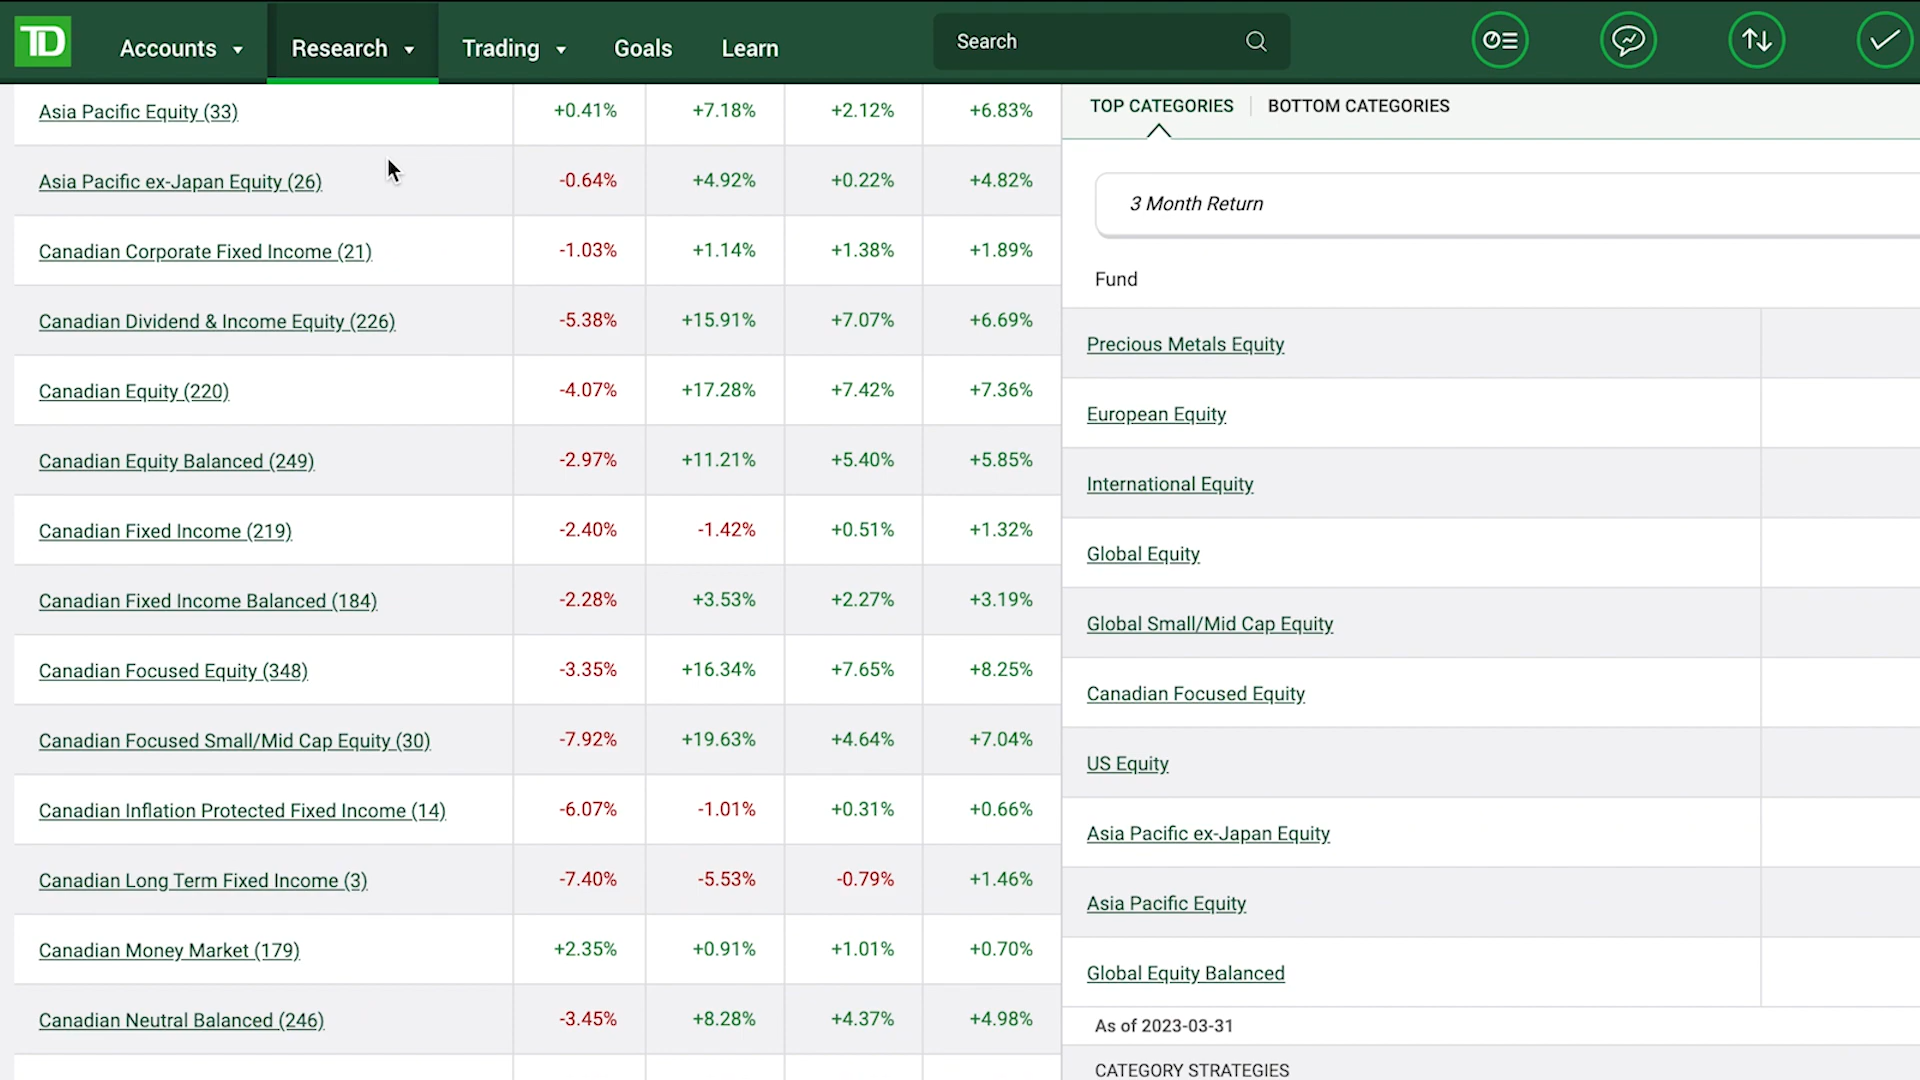 TD Accounts Research Trading Goals Learn Search
Asia Pacific Equity (33) +0.41% +7.18% +2.12% +6.83%
Asia Pacific ex-Japan Equity (26) -0.64% +4.92% +0.22% +4.82%
Canadian Corporate Fixed Income (21) -1.03% +1.14% +1.38% +1.89%
Canadian Dividend & Income Equity (226) -5.38% +15.91% +7.07% +6.69%
Canadian Equity (220) -4.07% +17.28% +7.42% +7.36%
Canadian Equity Balanced (249) -2.97% +11.21% +5.40% +5.85%
Canadian Fixed Income (219) -2.40% -1.42% +0.51% +1.32%
Canadian Fixed Income Balanced (184) -2.28% +3.53% +2.27% +3.19%
Canadian Focused Equity (348) -3.35% +16.34% +7.65% +8.25%
Canadian Focused Small/Mid Cap Equity (30) -7.92% +19.63% +4.64% +7.04%
Canadian Inflation Protected Fixed Income (14) -6.07% -1.01% +0.31% +0.66%
Canadian Long Term Fixed Income (3) -7.40% -5.53% -0.79% +1.46%
Canadian Money Market (179) +2.35% +0.91% +1.01% +0.70%
Canadian Neutral Balanced (246) -3.45% +8.28% +4.37% +4.98%
TOP CATEGORIES BOTTOM CATEGORIES
3 Month Return
Fund
Precious Metals Equity
European Equity
International Equity
Global Equity
Global Small/Mid Cap Equity
Canadian Focused Equity
US Equity
Asia Pacific ex-Japan Equity
Asia Pacific Equity
Global Equity Balanced
As of 2023-03-31
CATEGORY STRATEGIES